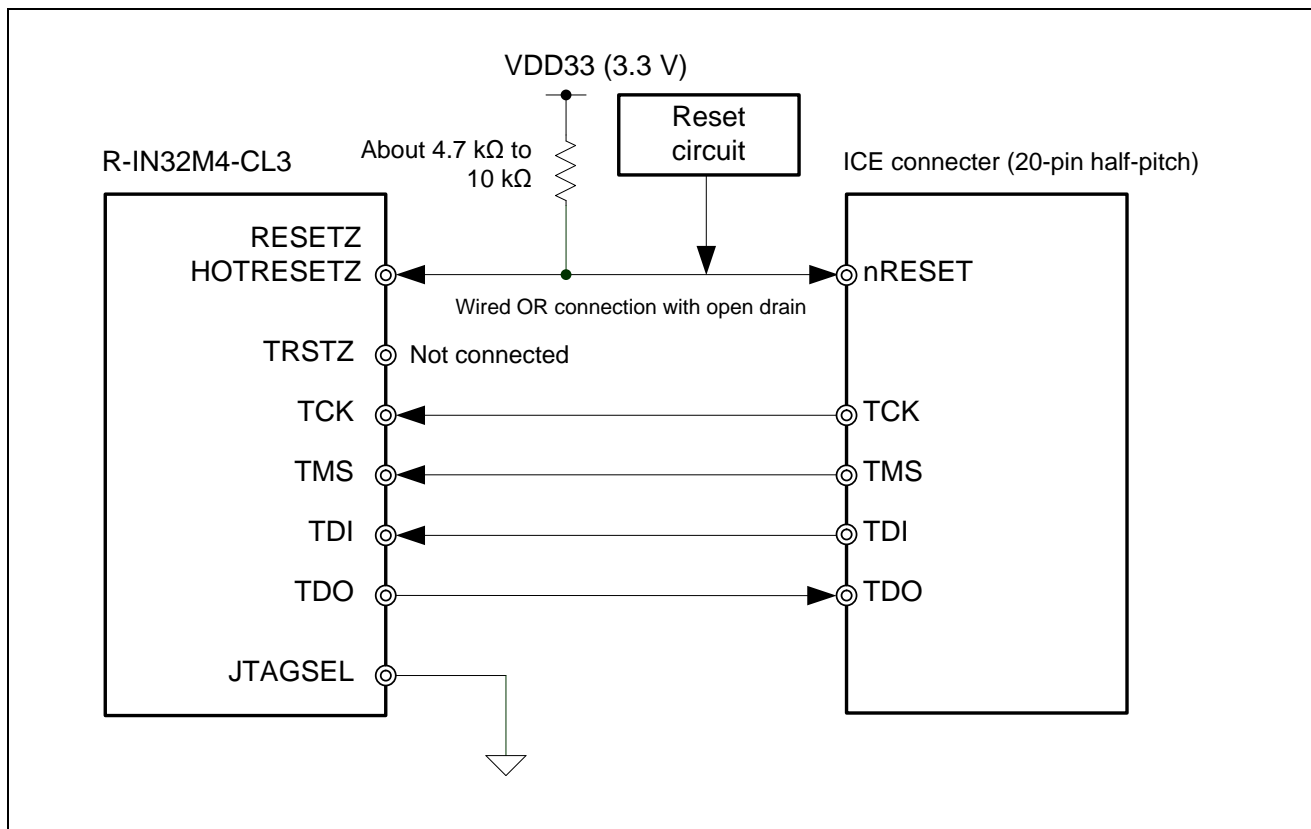 VDD33 (3.3 V)
Reset
circuit
About 4.7 kΩ to
10 kΩ
R-IN32M4-CL3
ICE connecter (20-pin half-pitch)
RESETZ
HOTRESETZ
nRESET
Wired OR connection with open drain
TRSTZ
Not connected
TCK
TCK
TMS
TMS
TDI
TDI
TDO
TDO
JTAGSEL